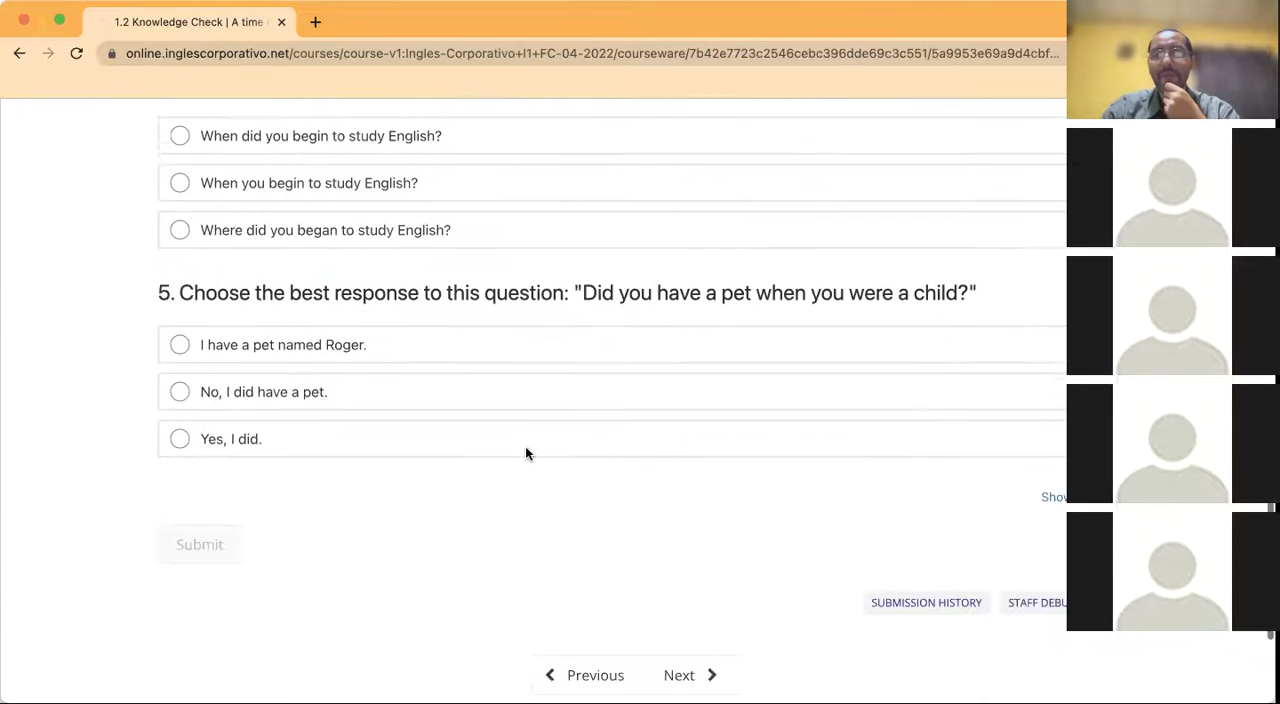 1.2 Knowledge Check | A time
online.inglescorporativo.net/courses/course-v1:Ingles-Corporativo+I1+FC-04-2022/courseware/7b42e7723c2546cebc396dde69c3c551/5a9953e69a9d4cbf...
When did you begin to study English?
When you begin to study English?
Where did you began to study English?
5. Choose the best response to this question: "Did you have a pet when you were a child?"
I have a pet named Roger.
No, I did have a pet.
Yes, I did.
Show
Submit
SUBMISSION HISTORY
STAFF DEBU
Previous
Next